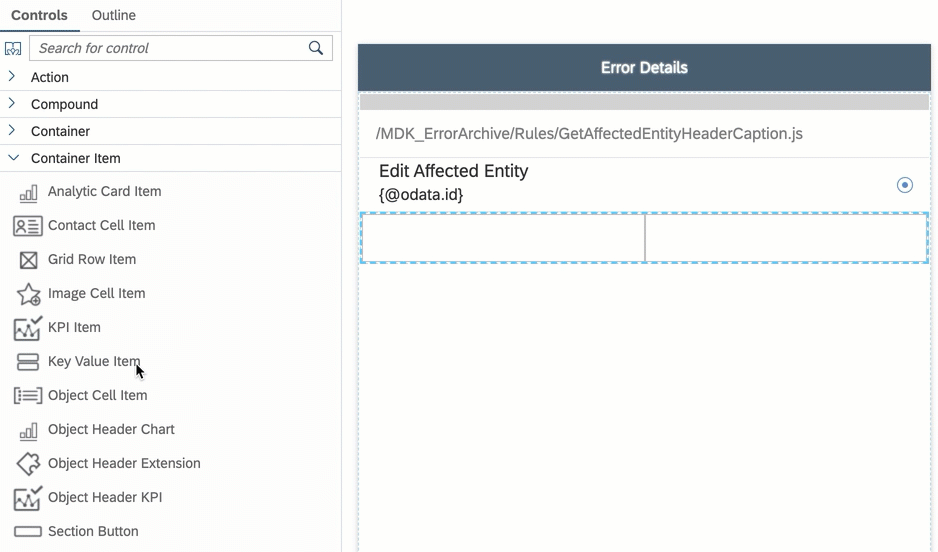 Controls
Outline
Search for control
Action
Compound
Container
Container Item
Analytic Card Item
Contact Cell Item
Grid Row Item
Image Cell Item
KPI Item
Key Value Item
Object Cell Item
Object Header Chart
Object Header Extension
Object Header KPI
Section Button
Error Details
/MDK_ErrorArchive/Rules/GetAffectedEntityHeaderCaption.js
Edit Affected Entity
{@odata.id}